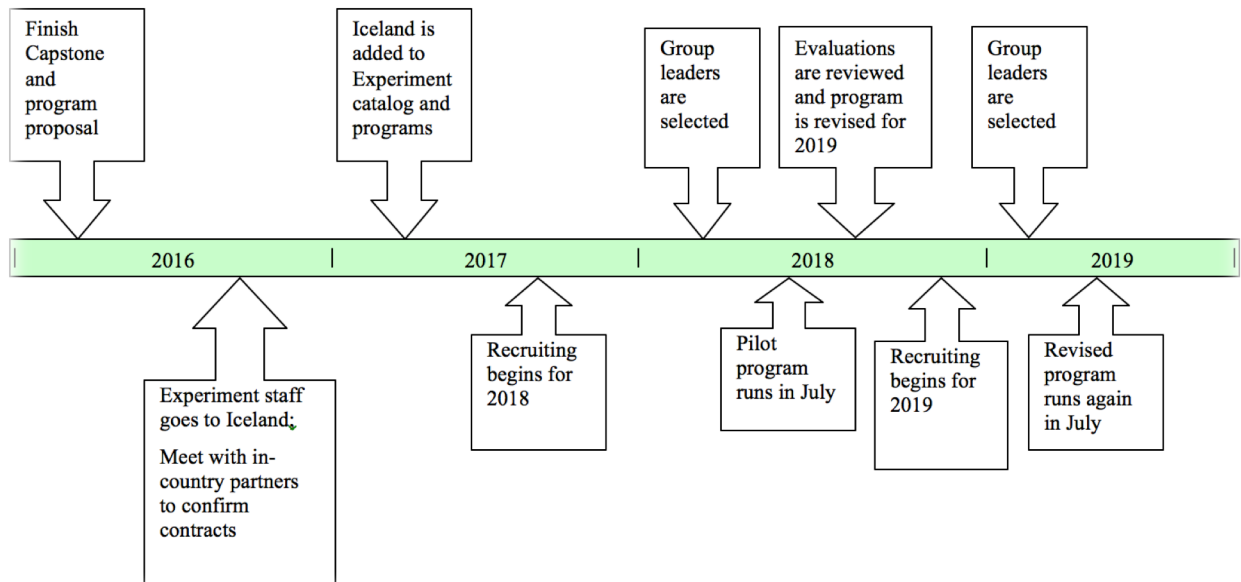 Finish
Capstone
and
program
proposal
Iceland is
added to
Experiment
catalog and
programs
Group
leaders
are
selected
Evaluations
are reviewed
and program
is revised for
2019
Group
leaders
are
selected
2016
2017
2018
2019
Experiment staff
goes to Iceland;
Meet with in-
country partners
to confirm
contracts
Recruiting
begins for
2018
Pilot
program
runs in July
Recruiting
begins for
2019
Revised
program
runs again
in July